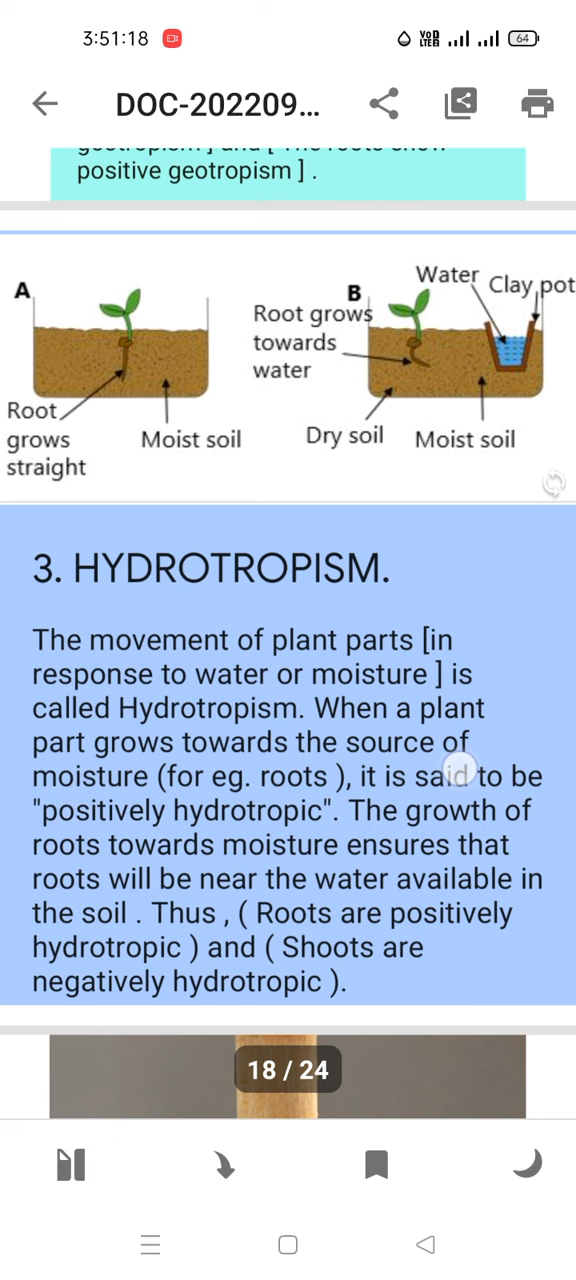 3:51:18
VoD LTE 64
DOC-202209...
positive geotropism ] .
A
B
Water
Clay pot
Root grows
towards
water
Root
grows
straight
Moist soil
Dry soil
Moist soil
3. HYDROTROPISM.
The movement of plant parts [in
response to water or moisture ] is
called Hydrotropism. When a plant
part grows towards the source of
moisture (for eg. roots ), it is said to be
"positively hydrotropic". The growth of
roots towards moisture ensures that
roots will be near the water available in
the soil . Thus , ( Roots are positively
hydrotropic ) and ( Shoots are
negatively hydrotropic ).
18 / 24